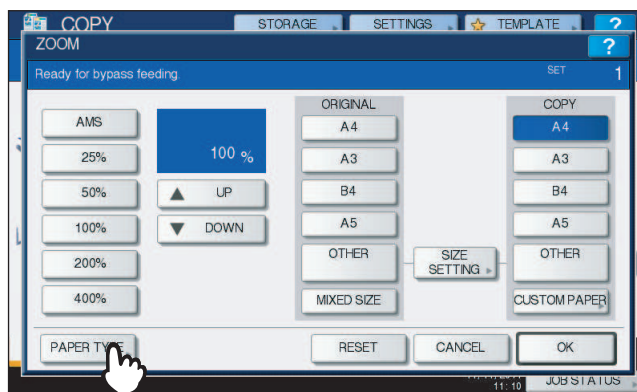 COPY STORAGE SETTINGS TEMPLATE ?
ZOOM ?
Ready for bypass feeding SET 1
ORIGINAL COPY
AMS A4 A4
25% 100 % A3 A3
50% UP B4 B4
100% DOWN A5 A5
200% OTHER SIZE SETTING OTHER
400% MIXED SIZE CUSTOM PAPER
PAPER TYPE RESET CANCEL OK
11:10 JOB STATUS